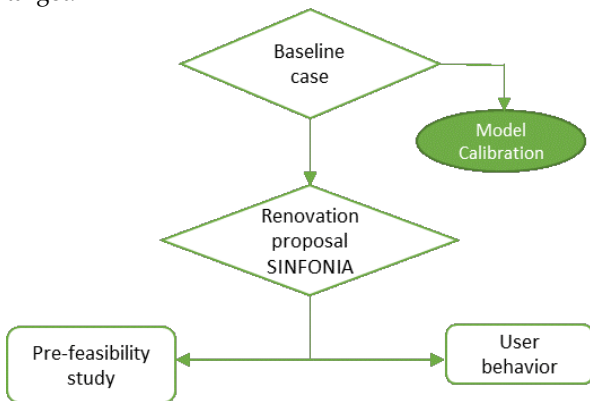 Baseline
case
Model
Calibration
Renovation
proposal
SINFONIA
Pre-feasibility
study
User
behavior